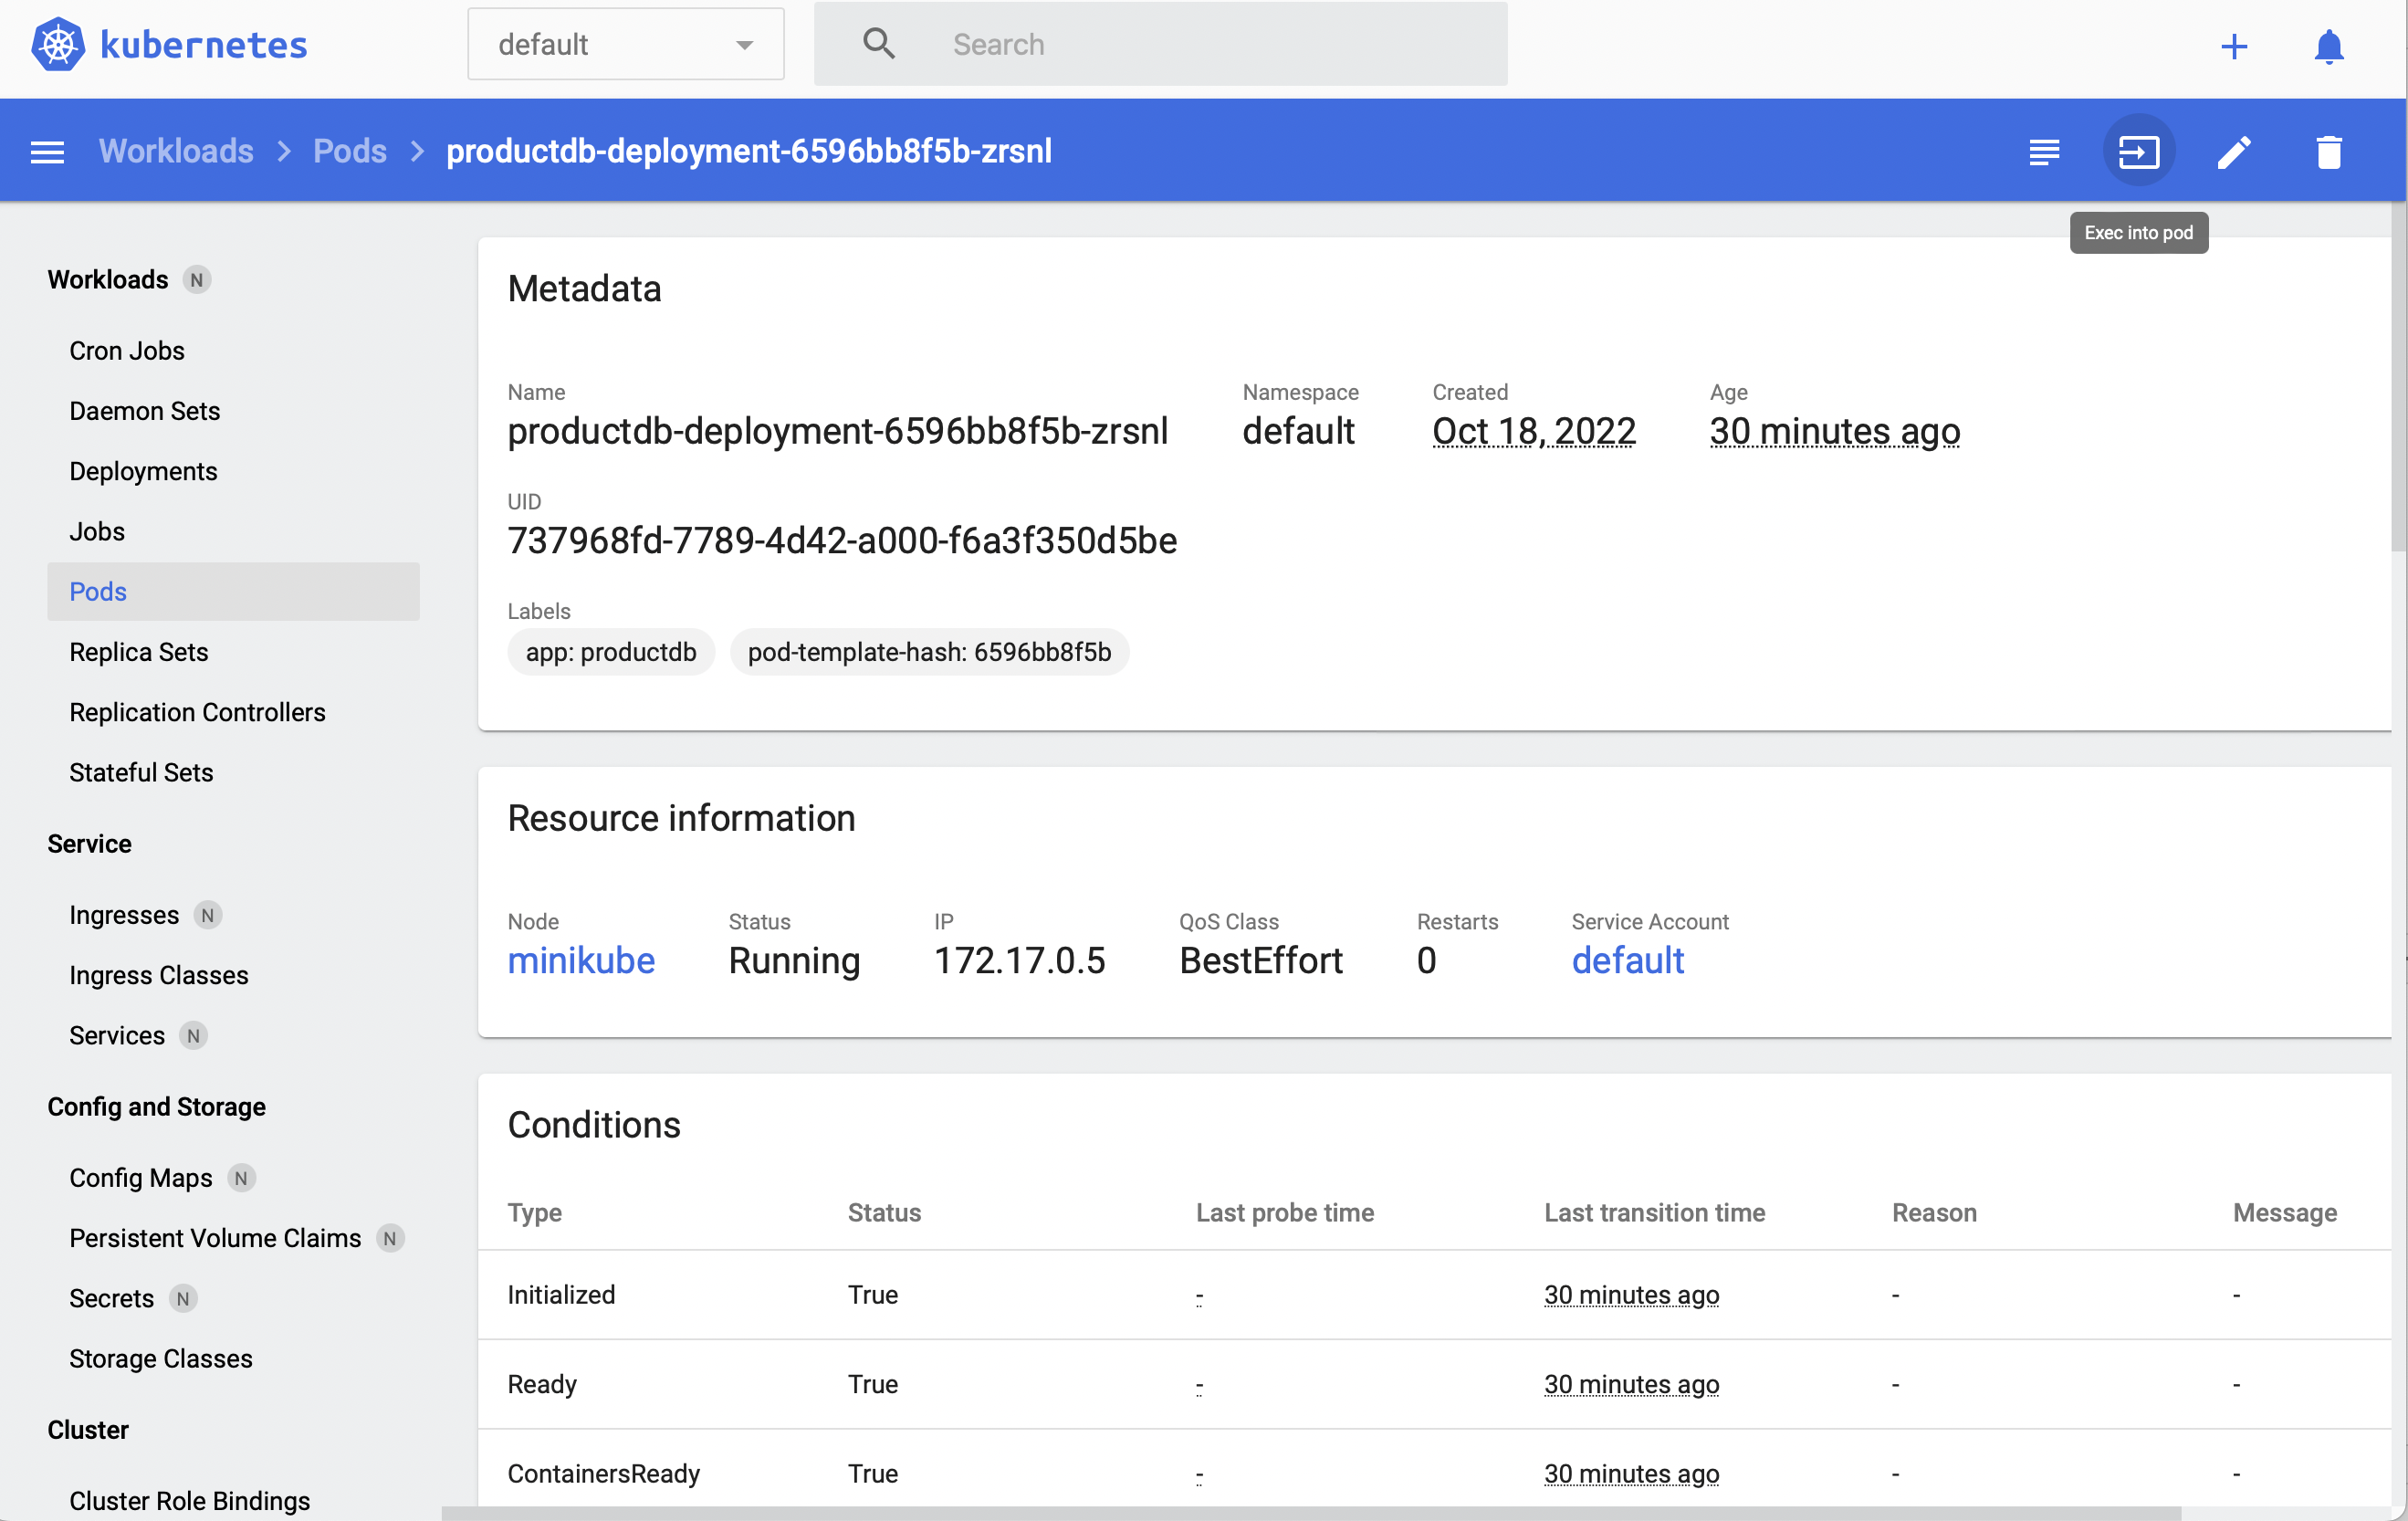 kubernetes
default
Search
Workloads > Pods > productdb-deployment-6596bb8f5b-zrsnl
Exec into pod
Workloads N
Cron Jobs
Daemon Sets
Deployments
Jobs
Pods
Replica Sets
Replication Controllers
Stateful Sets
Service
Ingresses N
Ingress Classes
Services N
Config and Storage
Config Maps N
Persistent Volume Claims N
Secrets N
Storage Classes
Cluster
Cluster Role Bindings
Metadata
Name Namespace Created Age
productdb-deployment-6596bb8f5b-zrsnl default Oct 18, 2022 30 minutes ago
UID
737968fd-7789-4d42-a000-f6a3f350d5be
Labels
app: productdb pod-template-hash: 6596bb8f5b
Resource information
Node Status IP QoS Class Restarts Service Account
minikube Running 172.17.0.5 BestEffort 0 default
Conditions
Type Status Last probe time Last transition time Reason Message
Initialized True - 30 minutes ago - -
Ready True - 30 minutes ago - -
ContainersReady True - 30 minutes ago - -